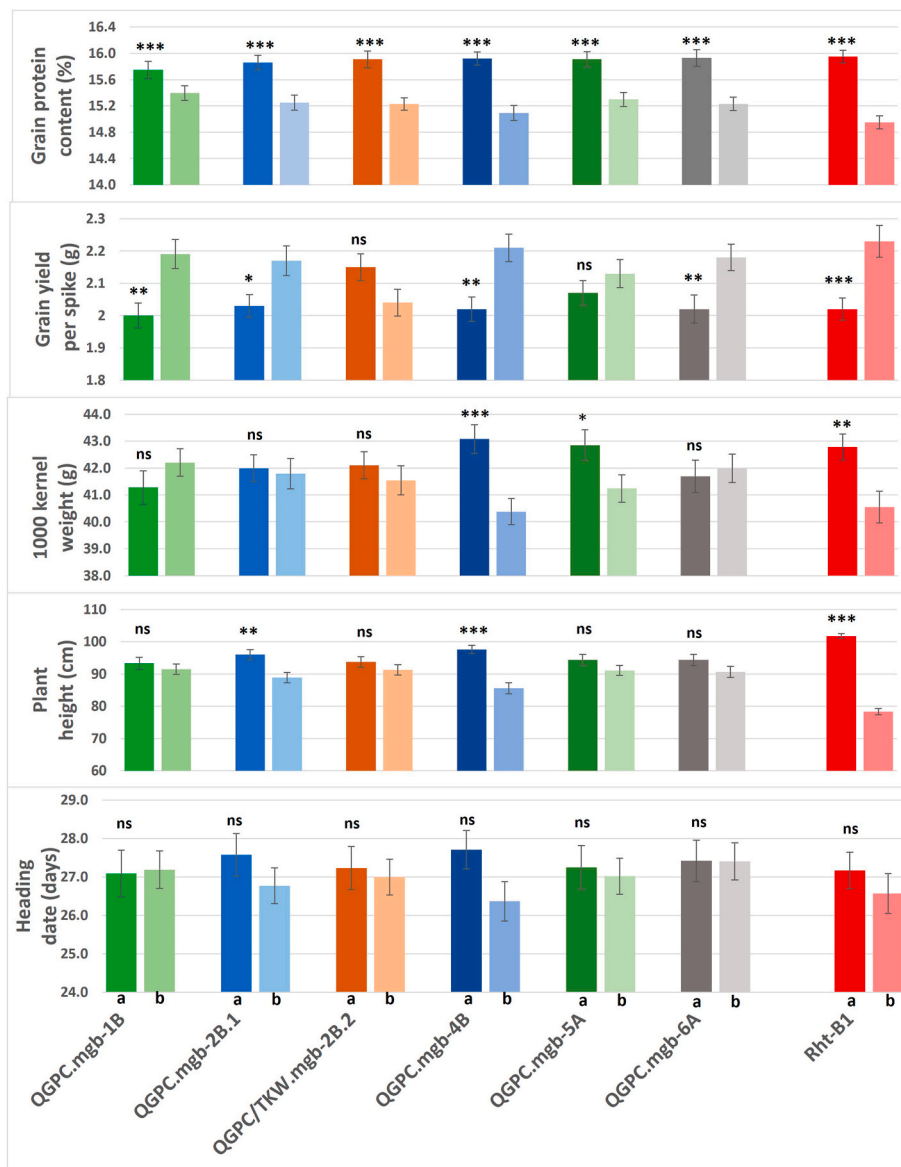 Grain protein
content (%)
16.4
16.0
15.6
15.2
14.8
14.4
14.0
*** *** *** *** *** *** ***
Grain yield
per spike (g)
2.3
2.2
2.1
2
1.9
1.8
** * ns ** ns ** ***
1000 kernel
weight (g)
44.0
43.0
42.0
41.0
40.0
39.0
38.0
ns ns ns *** * ns **
Plant
height (cm)
110
100
90
80
70
60
ns ** ns *** ns ns ***
Heading
date (days)
29.0
28.0
27.0
26.0
25.0
24.0
ns ns ns ns ns ns ns
a b a b a b a b a b a b a b
QGPC.mgb-1B
QGPC.mgb-2B.1
QGPC/TKW.mgb-2B.2
QGPC.mgb-4B
QGPC.mgb-5A
QGPC.mgb-6A
Rht-B1